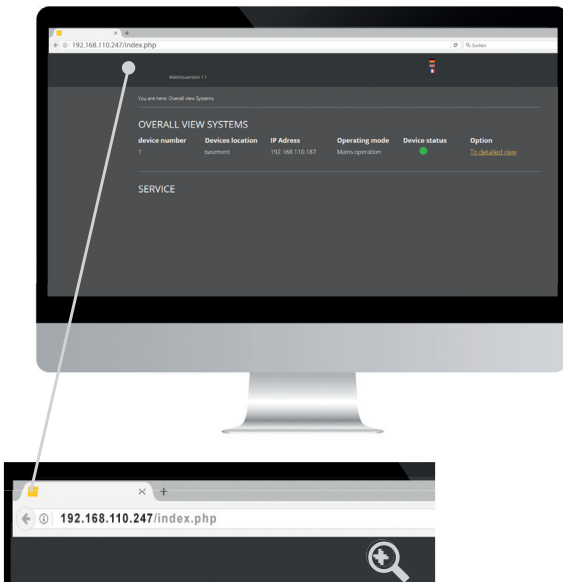 192.168.110.247/index.php
Suchen
Webvisuversion 1.1
You are here: Overall view Systems
OVERALL VIEW SYSTEMS
device number Devices location IP Adress Operating mode Device status Option
1 basement 192.168.110.187 Mains operation To detailed view
SERVICE
192.168.110.247/index.php